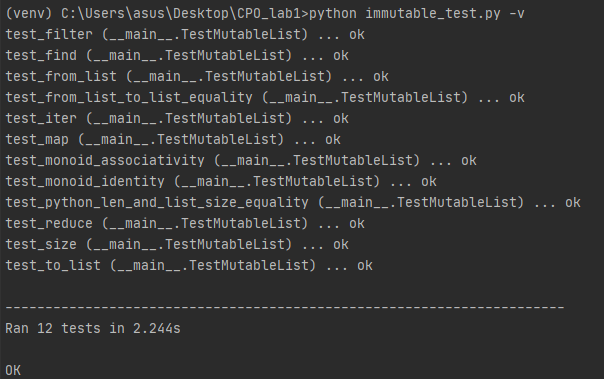 (venv) C:\Users\asus\Desktop\CPO_lab1>python immutable_test.py -v
test_filter (__main__.TestMutableList) ... ok
test_find (__main__.TestMutableList) ... ok
test_from_list (__main__.TestMutableList) ... ok
test_from_list_to_list_equality (__main__.TestMutableList) ... ok
test_iter (__main__.TestMutableList) ... ok
test_map (__main__.TestMutableList) ... ok
test_monoid_associativity (__main__.TestMutableList) ... ok
test_monoid_identity (__main__.TestMutableList) ... ok
test_python_len_and_list_size_equality (__main__.TestMutableList) ... ok
test_reduce (__main__.TestMutableList) ... ok
test_size (__main__.TestMutableList) ... ok
test_to_list (__main__.TestMutableList) ... ok
----------------------------------------------------------------------
Ran 12 tests in 2.244s
OK